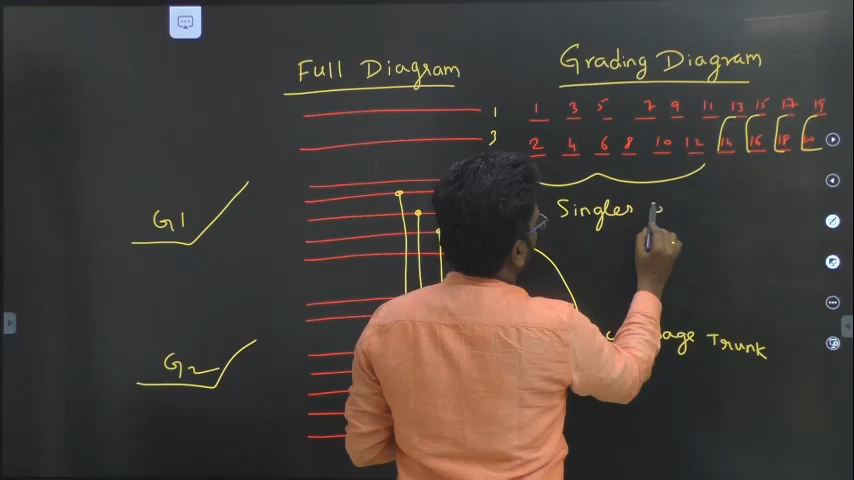 Full Diagram
Grading Diagram
1
3
1 3 5 7 9 11 13 15 17 19
2 4 6 8 10 12 14 16 18 20
G1
Singles
G2
Trunk